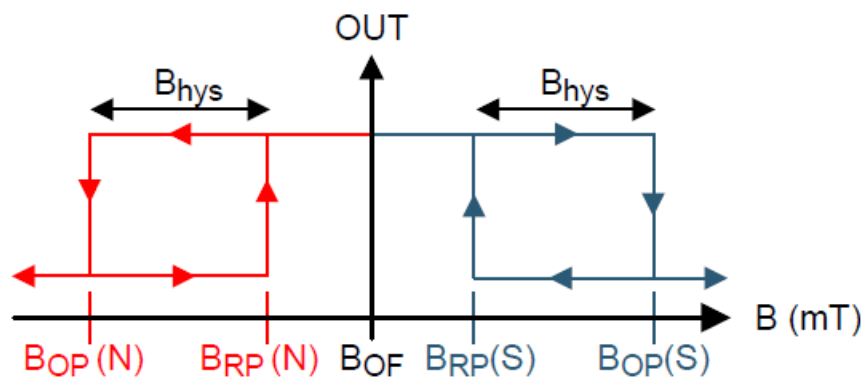 OUT
Bhys
Bhys
B (mT)
BOP(N)
BRP(N)
BOF
BRP(S)
BOP(S)